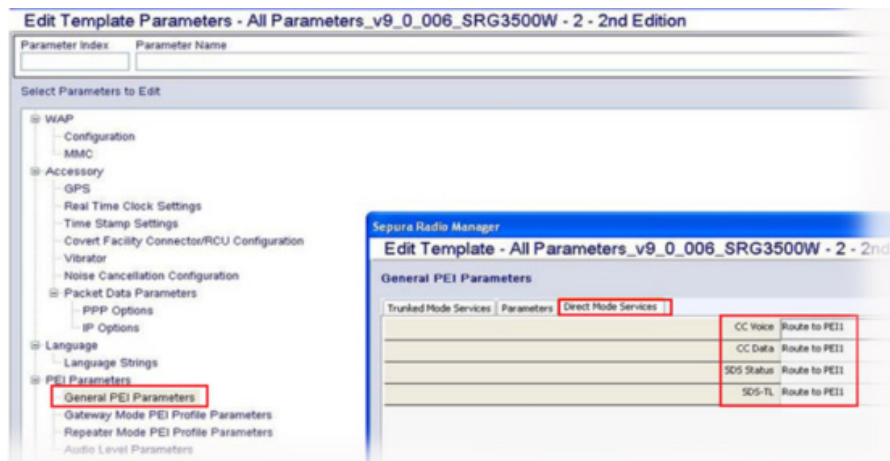 Edit Template Parameters - All Parameters_v9_0_006_SRG3500W - 2 - 2nd Edition
Parameter Index Parameter Name
Select Parameters to Edit
WAP
Configuration
MMC
Accessory
GPS
Real Time Clock Settings
Time Stamp Settings
Covert Facility Connector/RCU Configuration
Vibrator
Noise Cancellation Configuration
Packet Data Parameters
PPP Options
IP Options
Language
Language Strings
PEI Parameters
General PEI Parameters
Gateway Mode PEI Profile Parameters
Repeater Mode PEI Profile Parameters
Audio Level Parameters
Sepura Radio Manager
Edit Template - All Parameters_v9_0_006_SRG3500W - 2 - 2nd
General PEI Parameters
Trunked Mode Services Parameters Direct Mode Services
CC Voice Route to PEI1
CC Data Route to PEI1
SDS Status Route to PEI1
SDS-TL Route to PEI1